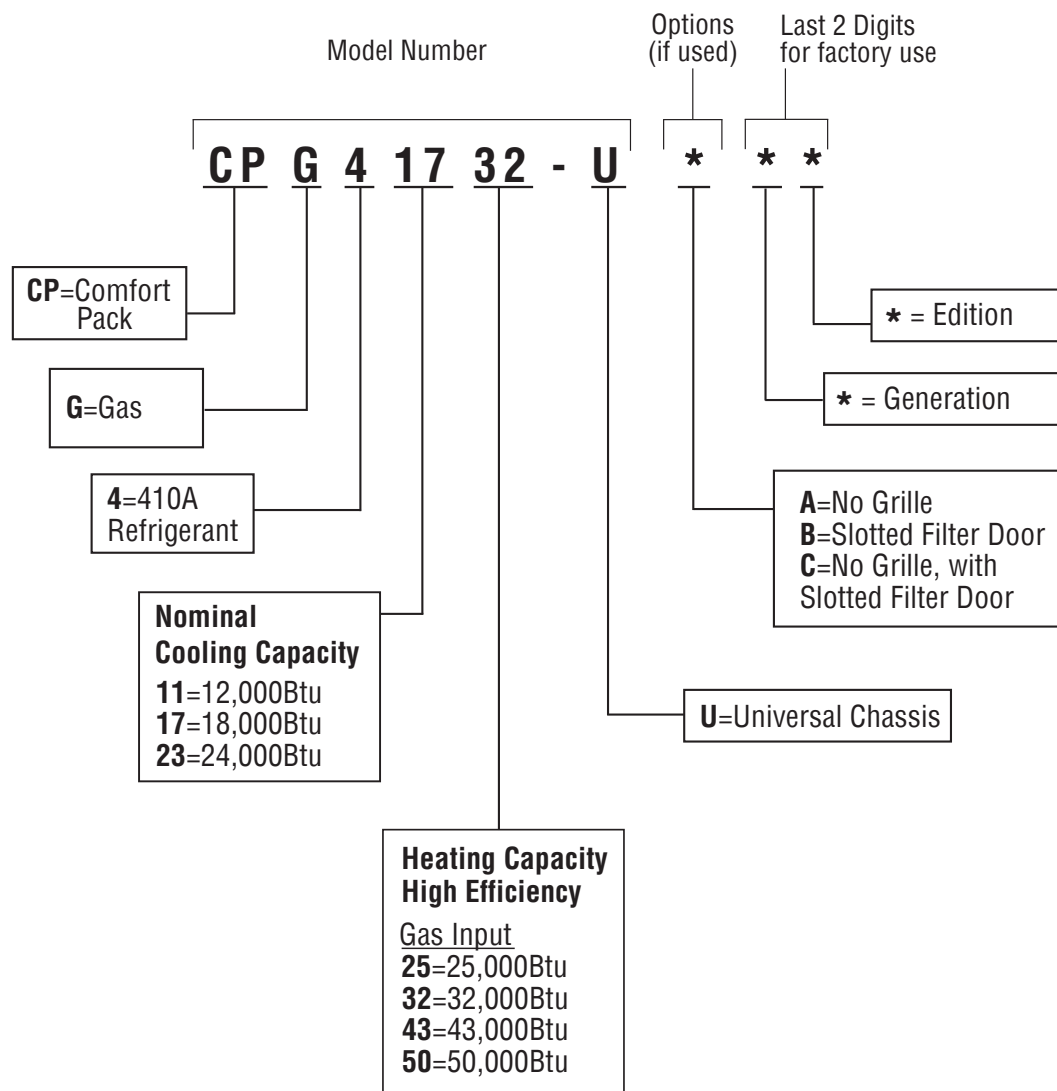 Model Number
Options
(if used)
Last 2 Digits
for factory use
CP G 4 17 32 - U * * *
CP=Comfort
Pack
G=Gas
4=410A
Refrigerant
Nominal
Cooling Capacity
11=12,000Btu
17=18,000Btu
23=24,000Btu
Heating Capacity
High Efficiency
Gas Input
25=25,000Btu
32=32,000Btu
43=43,000Btu
50=50,000Btu
* = Edition
* = Generation
A=No Grille
B=Slotted Filter Door
C=No Grille, with
Slotted Filter Door
U=Universal Chassis